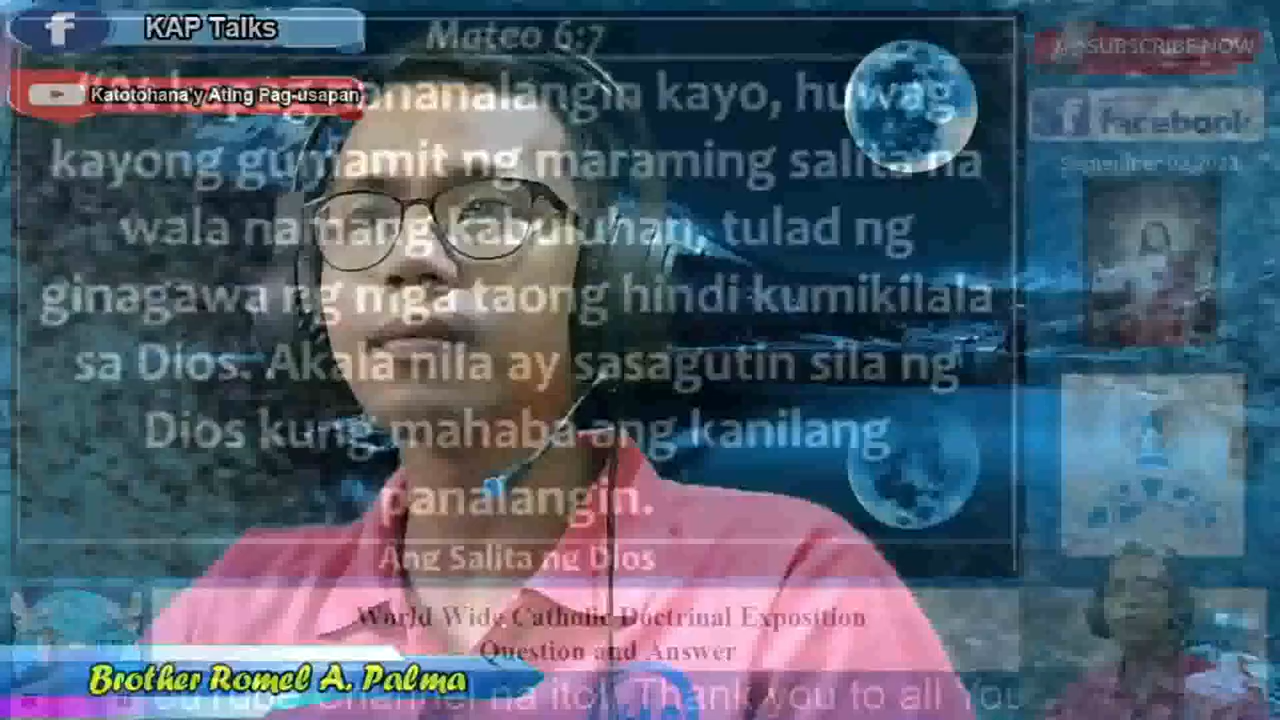 KAP Talks
Katotohana'y Ating Pag-usapan
Mateo 6:7
nananalangin kayo, huwag
kayong gumamit ng maraming salita na
wala namang kabuluhan, tulad ng
ginagawa ng mga taong hindi kumikilala
sa Dios. Akala nila ay sasagutin sila ng
Dios kung mahaba ang kanilang
panalangin.
Ang Salita ng Dios
SUBSCRIBE NOW
facebook
September
World Wide Catholic Doctrinal Exposition
Question and Answer
Brother Romel A. Palma
Channel na ito! Thank you to all